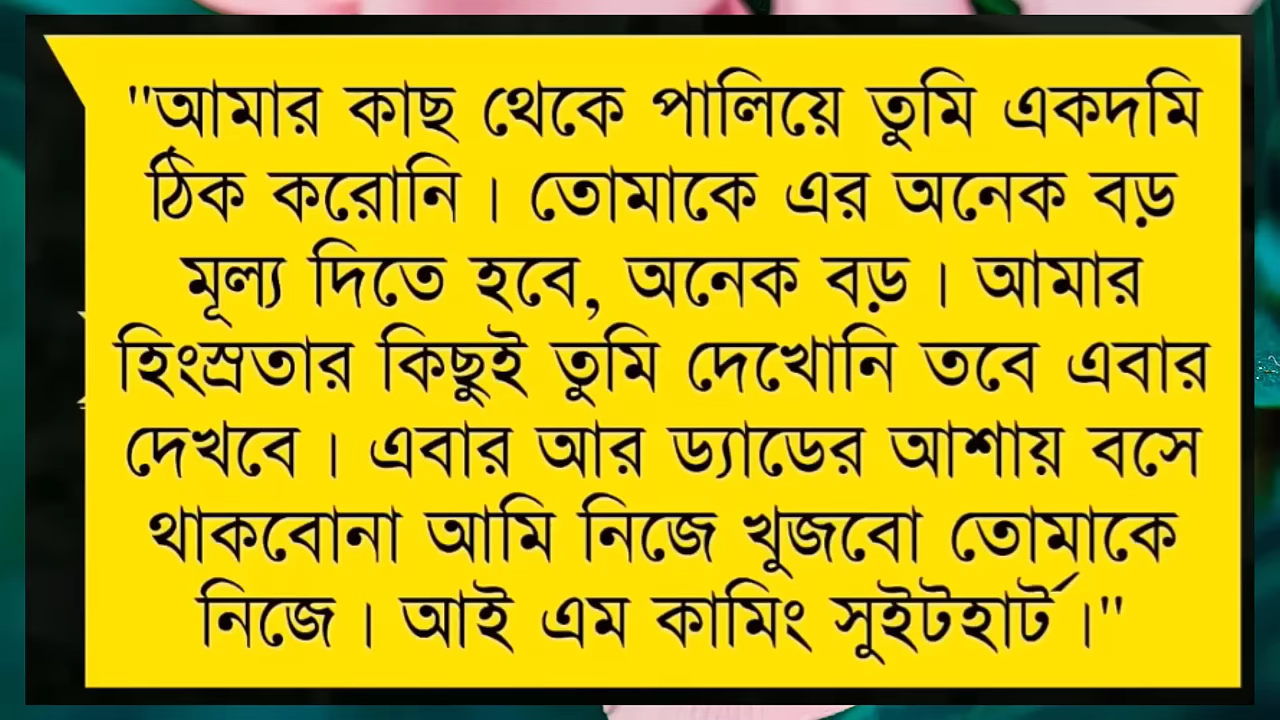 "আমার কাছ থেকে পালিয়ে তুমি একদমি
ঠিক করোনি। তোমাকে এর অনেক বড়
মূল্য দিতে হবে, অনেক বড়। আমার
হিংস্রতার কিছুই তুমি দেখোনি তবে এবার
দেখবে। এবার আর ড্যাডের আশায় বসে
থাকবোনা আমি নিজে খুজবো তোমাকে
নিজে। আই এম কামিং সুইটহার্ট।"